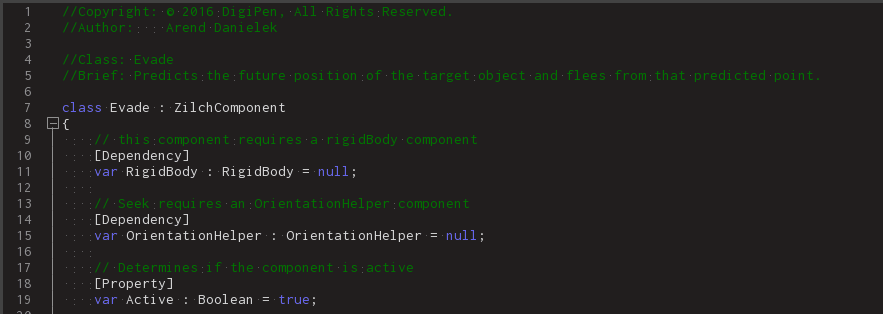 1 //Copyright: © 2016 DigiPen, All Rights Reserved.
2 //Author: Arend Danielek
3
4 //Class: Evade
5 //Brief: Predicts the future position of the target object and flees from that predicted point.
6
7 class Evade : ZilchComponent
8 {
9 // this component requires a rigidBody component
10 [Dependency]
11 var RigidBody : RigidBody = null;
12
13 // Seek requires an OrientationHelper component
14 [Dependency]
15 var OrientationHelper : OrientationHelper = null;
16
17 // Determines if the component is active
18 [Property]
19 var Active : Boolean = true;